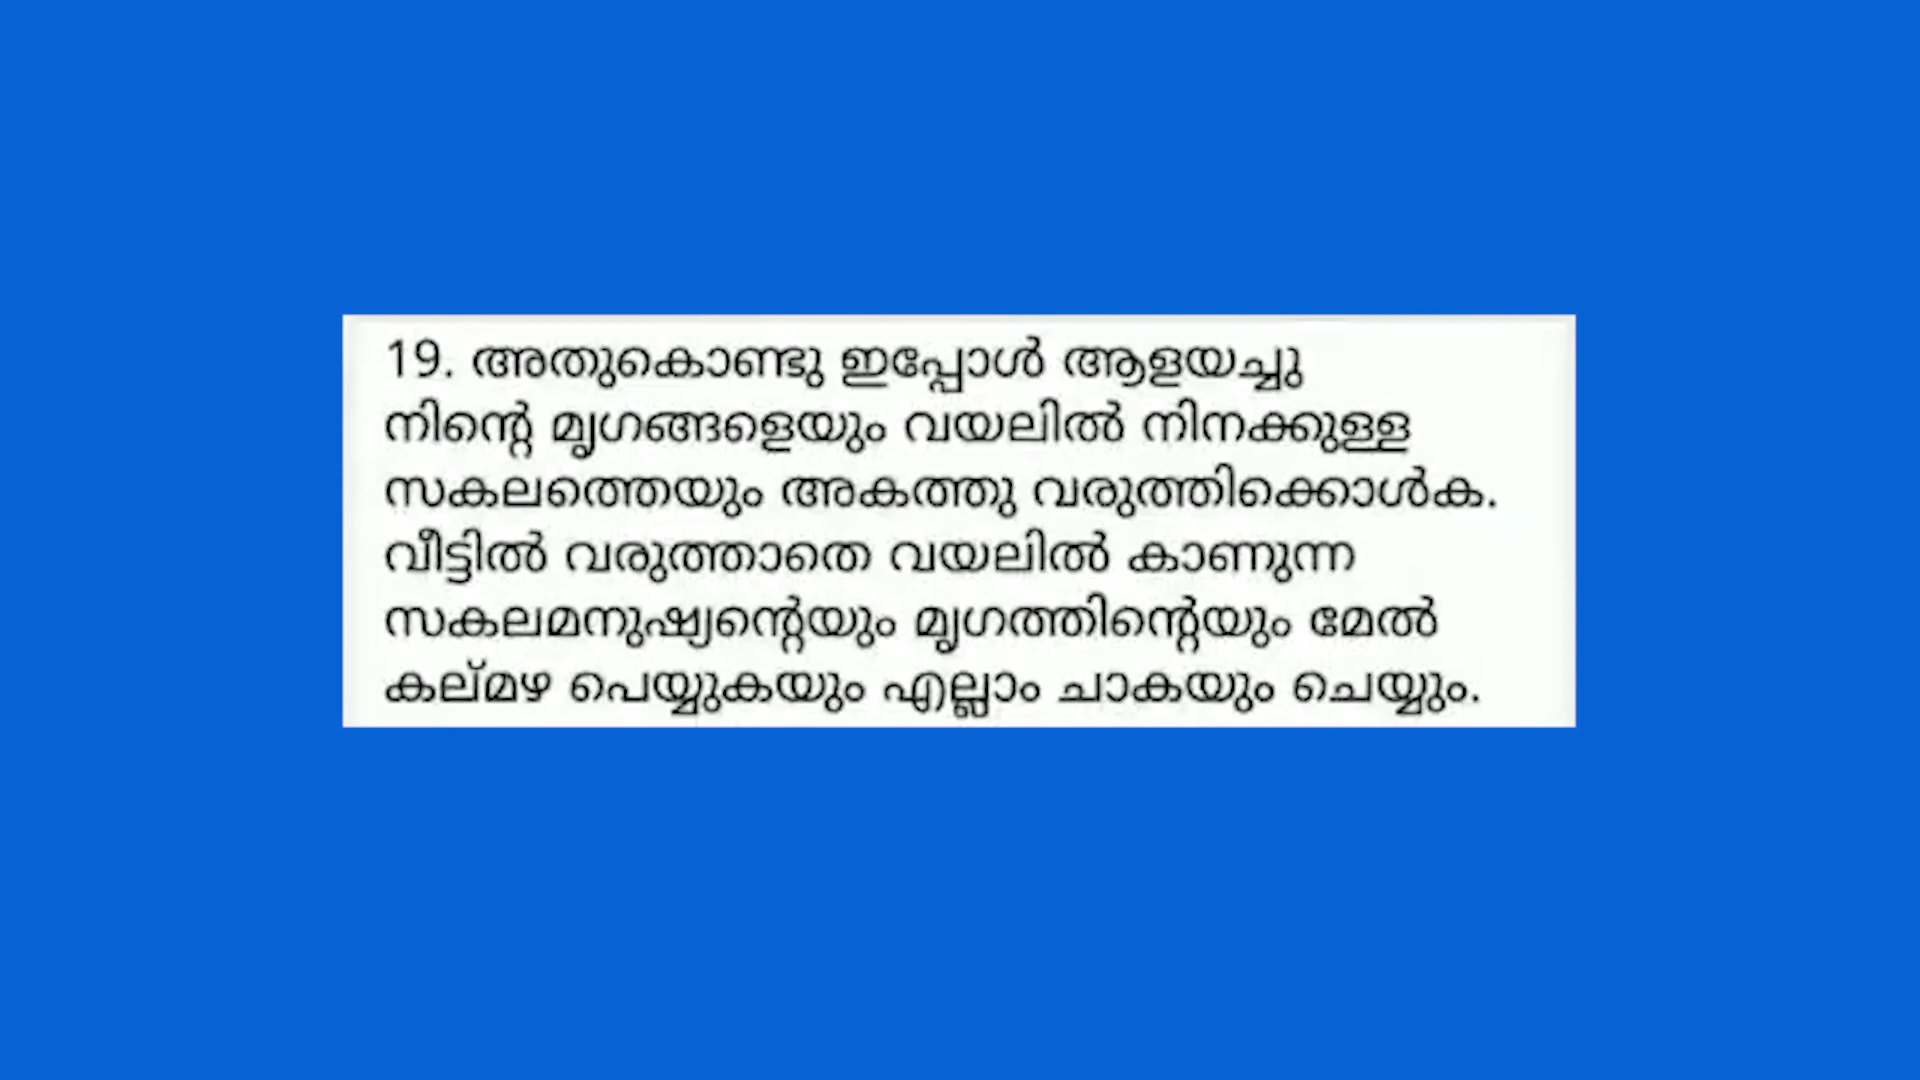 19. അതുകൊണ്ടു ഇപ്പോൾ ആളയച്ചു
നിന്റെ മൃഗങ്ങളെയും വയലിൽ നിനക്കുള്ള
സകലത്തെയും അകത്തു വരുത്തിക്കൊൾക.
വീട്ടിൽ വരുത്താതെ വയലിൽ കാണുന്ന
സകലമനുഷ്യന്റെയും മൃഗത്തിന്റെയും മേൽ
കല്മഴ പെയ്യുകയും എല്ലാം ചാകയും ചെയ്യും.